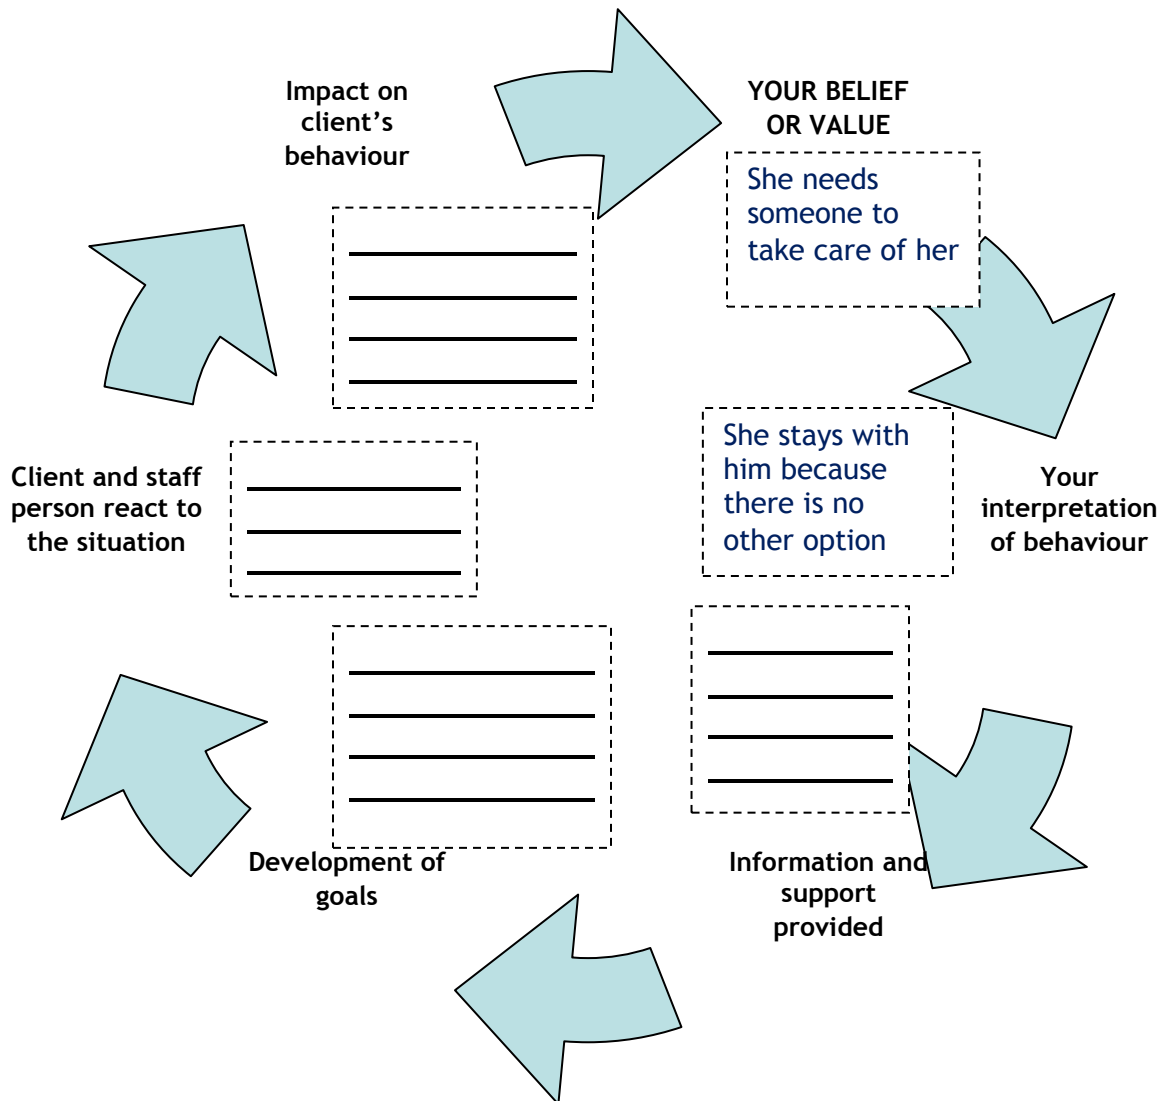 Impact on
client’s
behaviour
YOUR BELIEF
OR VALUE
She needs
someone to
take care of her
She stays with
him because
there is no
other option
Your
interpretation
of behaviour
Client and staff
person react to
the situation
Development of
goals
Information and
support
provided